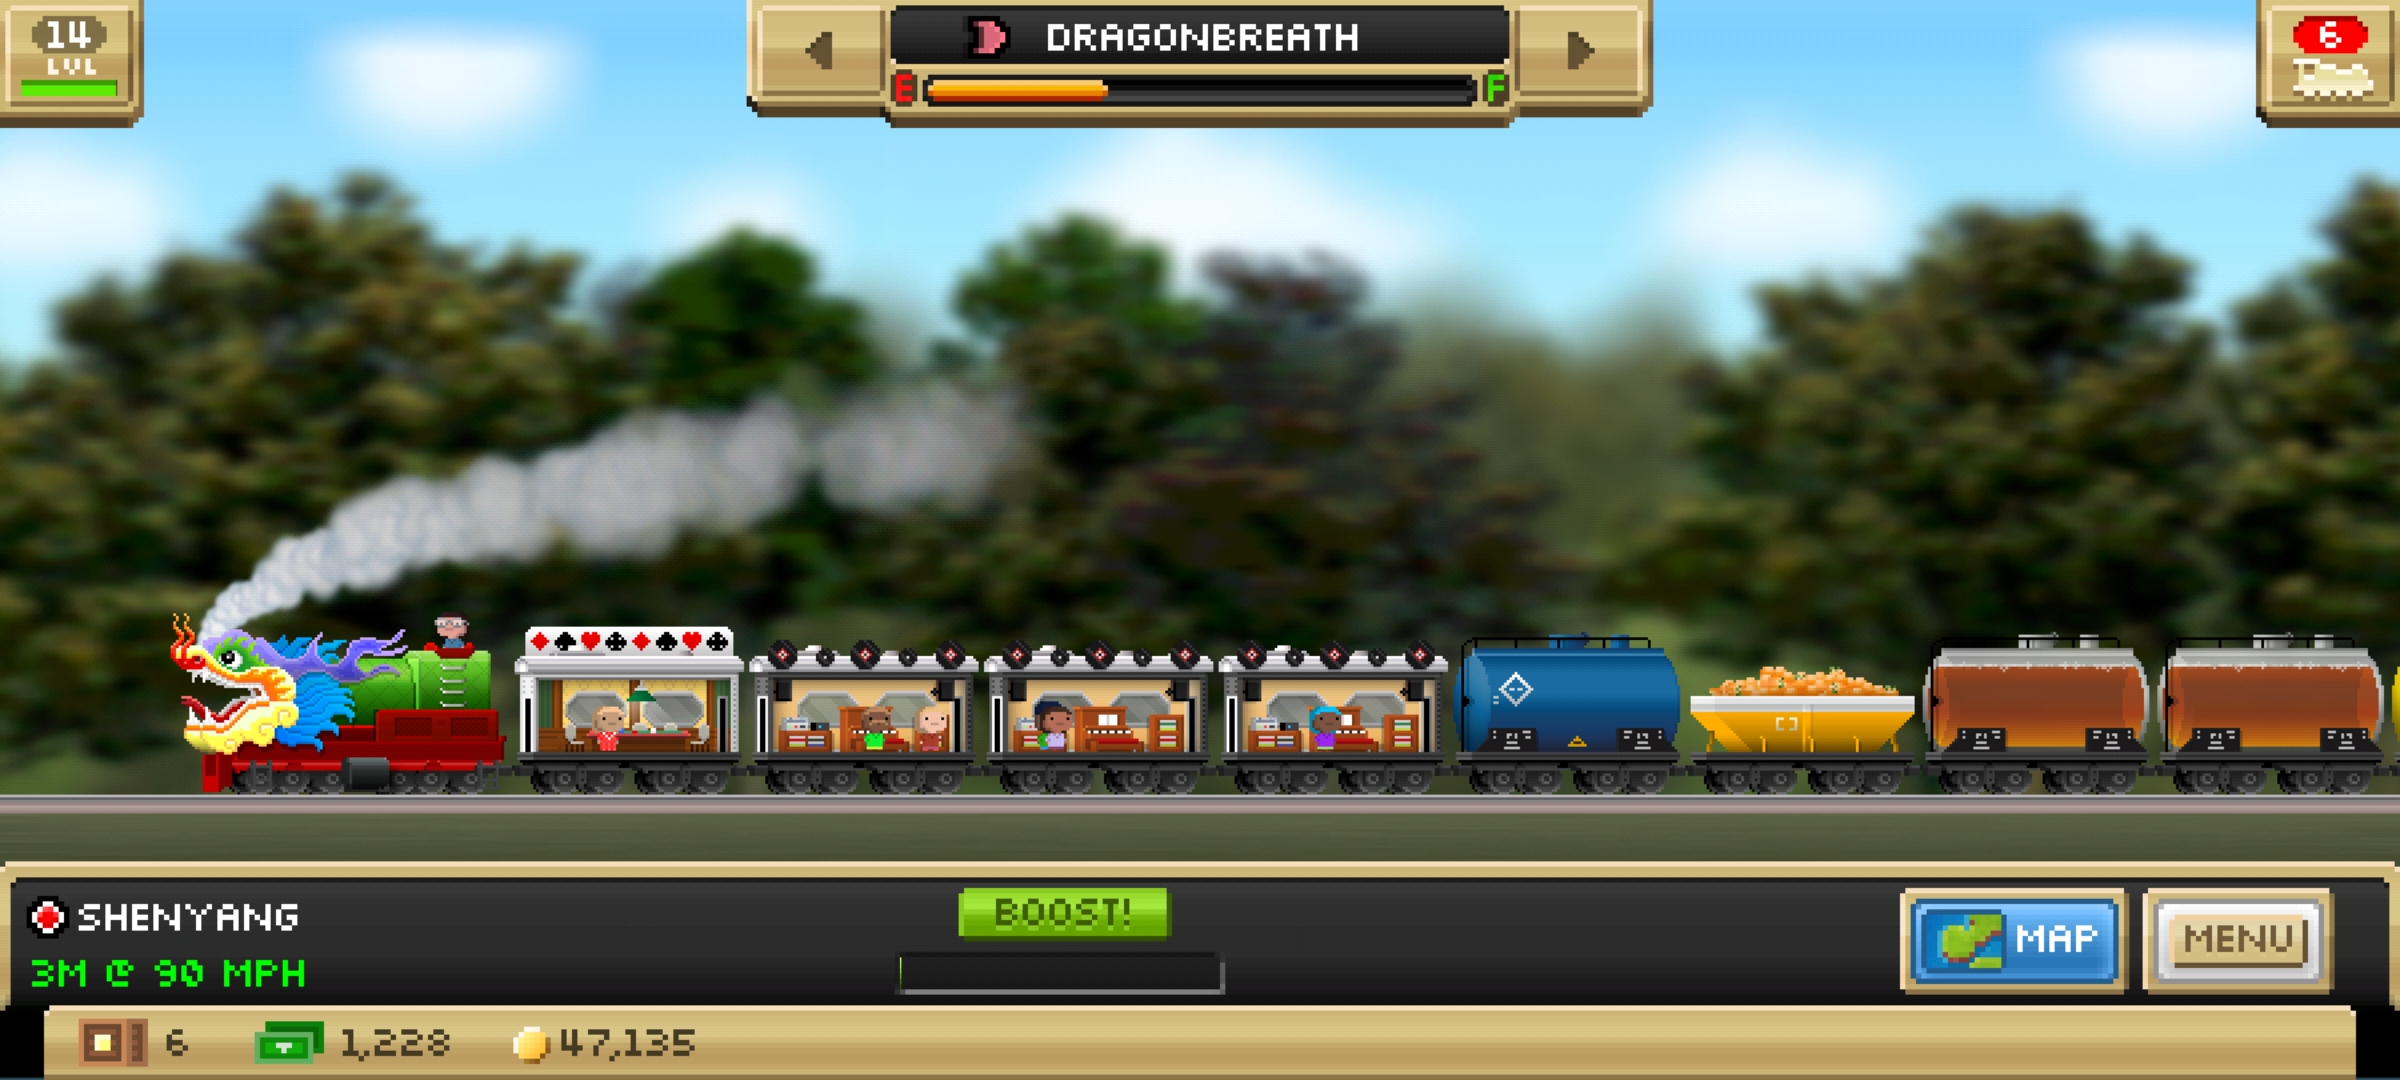 14
LVL
DRAGONBREATH
E F
6
SHENYANG
3M @ 90 MPH
BOOST!
MAP
MENU
6 1,228 47,135